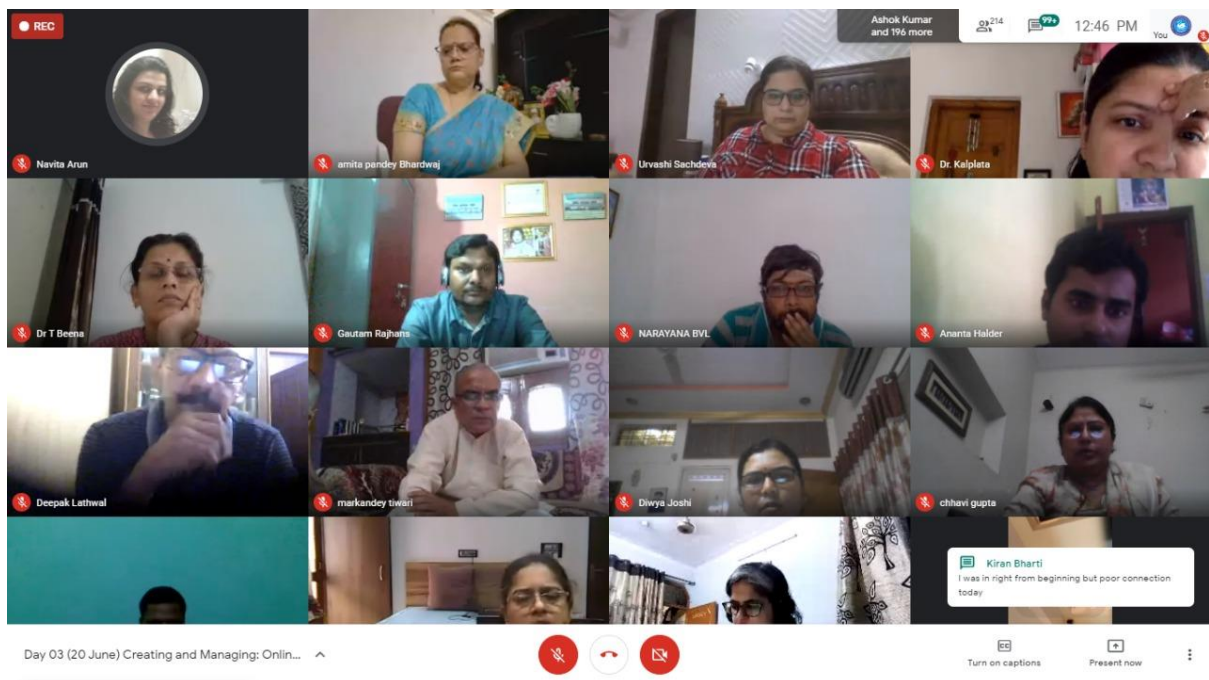 REC
Ashok Kumar
and 196 more
214
99+
12:46 PM
You
Navita Arun
amita pandey Bhardwaj
Urvashi Sachdeva
Dr. Kalplata
Dr T Beena
Gautam Rajhans
NARAYANA BVL
Ananta Halder
Deepak Lathwal
markandey tiwari
Diwya Joshi
chhavi gupta
Kiran Bharti
I was in right from beginning but poor connection
today
Day 03 (20 June) Creating and Managing: Onlin...
CC
Turn on captions
Present now